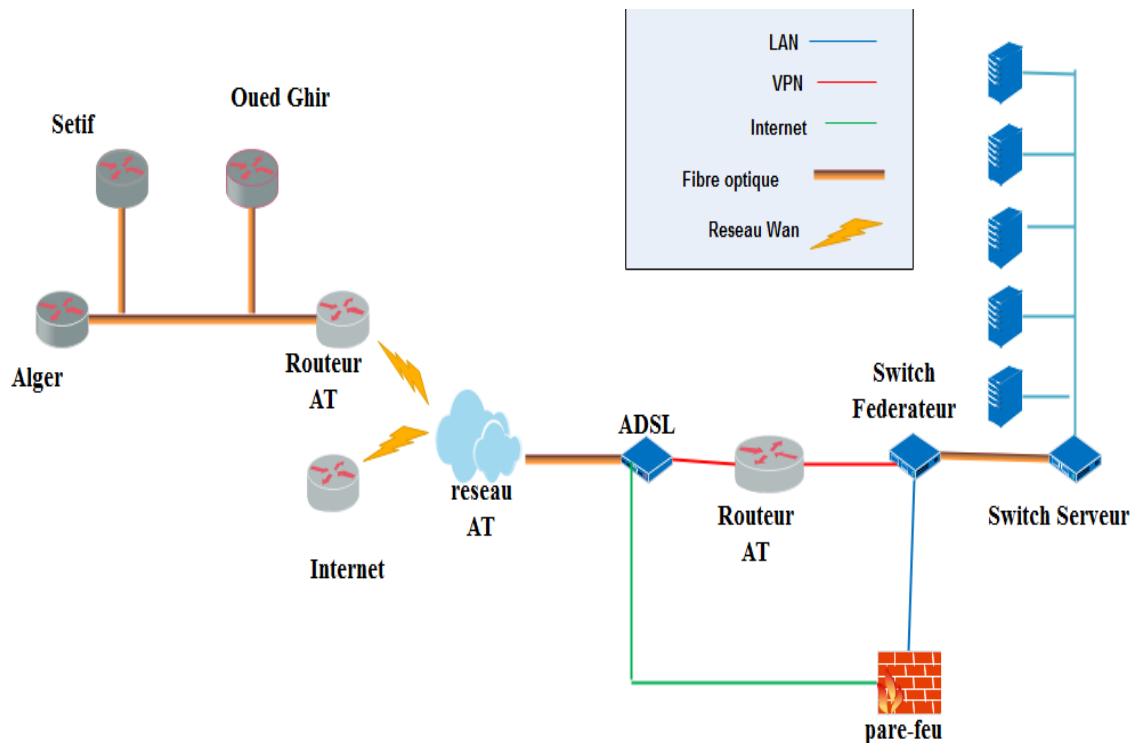 LAN
VPN
Internet
Fibre optique
Reseau Wan
Oued Ghir
Setif
Alger
Routeur
AT
Internet
reseau
AT
ADSL
Routeur
AT
Switch
Federateur
Switch Serveur
pare-feu